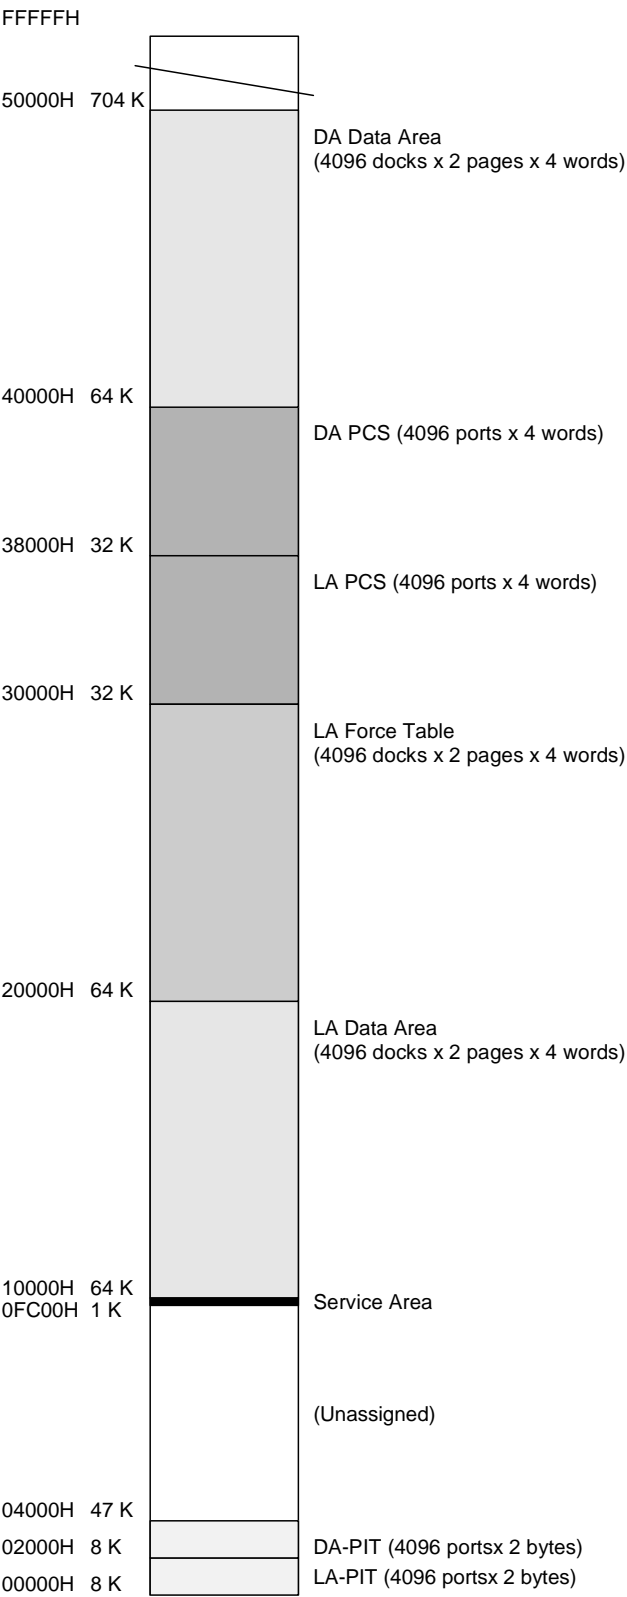 FFFFFH
50000H 704 K
DA Data Area
(4096 docks x 2 pages x 4 words)
40000H 64 K
DA PCS (4096 ports x 4 words)
38000H 32 K
LA PCS (4096 ports x 4 words)
30000H 32 K
LA Force Table
(4096 docks x 2 pages x 4 words)
20000H 64 K
LA Data Area
(4096 docks x 2 pages x 4 words)
10000H 64 K
0FC00H 1 K
Service Area
(Unassigned)
04000H 47 K
02000H 8 K
DA-PIT (4096 portsx 2 bytes)
00000H 8 K
LA-PIT (4096 portsx 2 bytes)